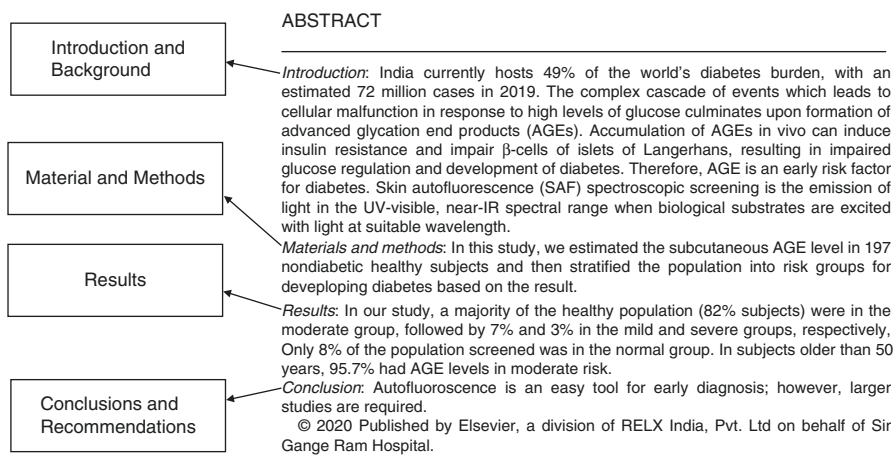 ABSTRACT
Introduction and
Background
Introduction: India currently hosts 49% of the world's diabetes burden, with an
estimated 72 million cases in 2019. The complex cascade of events which leads to
cellular malfunction in response to high levels of glucose culminates upon formation of
advanced glycation end products (AGEs). Accumulation of AGEs in vivo can induce
insulin resistance and impair β-cells of islets of Langerhans, resulting in impaired
glucose regulation and development of diabetes. Therefore, AGE is an early risk factor
for diabetes. Skin autofluorescence (SAF) spectroscopic screening is the emission of
light in the UV-visible, near-IR spectral range when biological substrates are excited
with light at suitable wavelength.
Material and Methods
Materials and methods: In this study, we estimated the subcutaneous AGE level in 197
nondiabetic healthy subjects and then stratified the population into risk groups for
deveploping diabetes based on the result.
Results
Results: In our study, a majority of the healthy population (82% subjects) were in the
moderate group, followed by 7% and 3% in the mild and severe groups, respectively,
Only 8% of the population screened was in the normal group. In subjects older than 50
years, 95.7% had AGE levels in moderate risk.
Conclusions and
Recommendations
Conclusion: Autofluoroscence is an easy tool for early diagnosis; however, larger
studies are required.
© 2020 Published by Elsevier, a division of RELX India, Pvt. Ltd on behalf of Sir
Gange Ram Hospital.